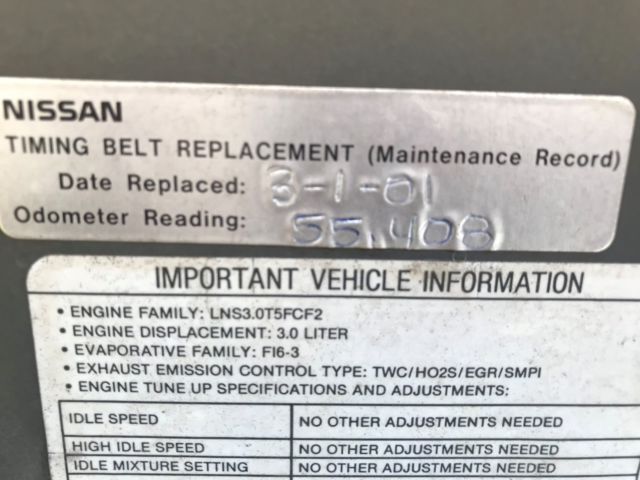 NISSAN
TIMING BELT REPLACEMENT (Maintenance Record)
Date Replaced: 3-1-01
Odometer Reading: 55,408
IMPORTANT VEHICLE INFORMATION
• ENGINE FAMILY: LNS3.0T5FCF2
• ENGINE DISPLACEMENT: 3.0 LITER
• EVAPORATIVE FAMILY: FI6-3
• EXHAUST EMISSION CONTROL TYPE: TWC/HO2S/EGR/SMPI
• ENGINE TUNE UP SPECIFICATIONS AND ADJUSTMENTS:
IDLE SPEED NO OTHER ADJUSTMENTS NEEDED
HIGH IDLE SPEED NO OTHER ADJUSTMENTS NEEDED
IDLE MIXTURE SETTING NO OTHER ADJUSTMENTS NEEDED